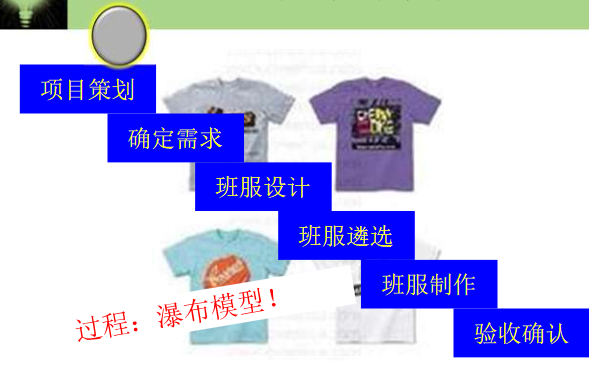 项目策划
确定需求
班服设计
班服遴选
班服制作
验收确认
过程：瀑布模型！